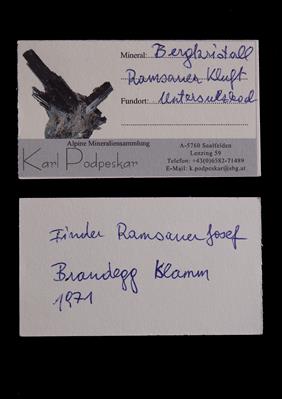 Mineral: Bergkristall
Ramsauer Kluft
Fundort: Untersulzbad
Alpine Mineraliensammlung
Karl Podpeskar
A-5760 Saalfelden
Lenzing 59
Telefon: +43(0)6582-71489
E-Mail: k.podpeskar@sbg.at
Finder Ramsauer Josef
Brandegg Klamm
1971